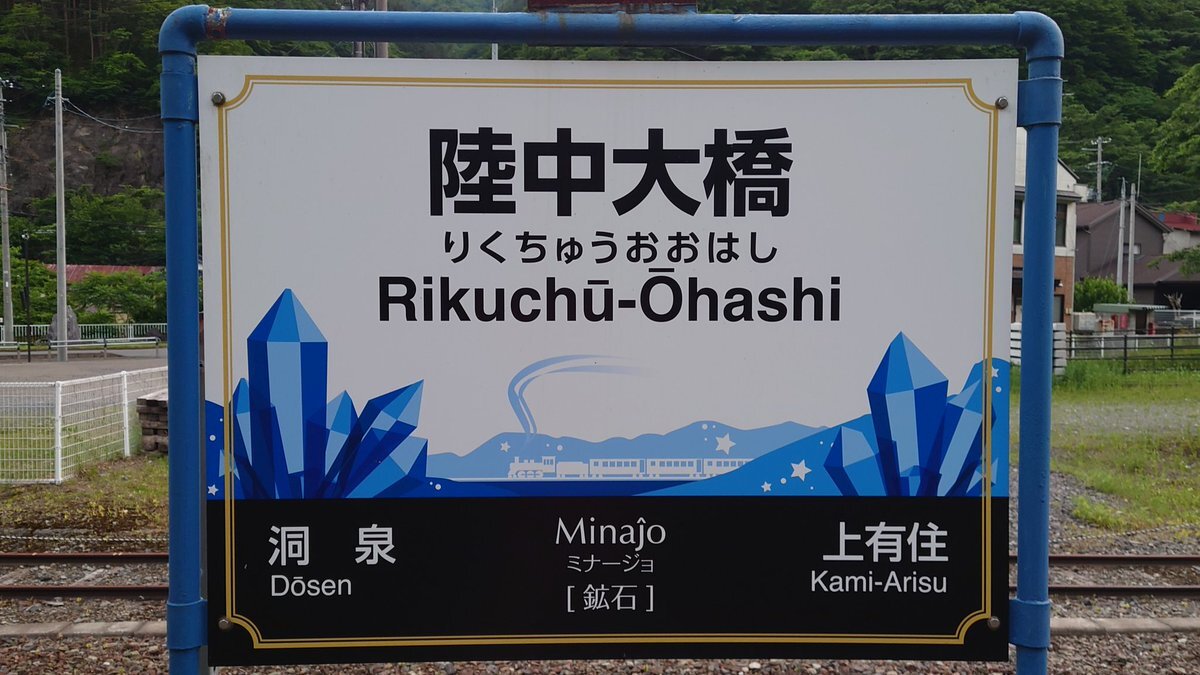 陸中大橋
りくちゅうおおはし
Rikuchū-Ōhashi
洞 泉
Dōsen
Minaĵo
ミナージョ
[鉱石]
上有住
Kami-Arisu